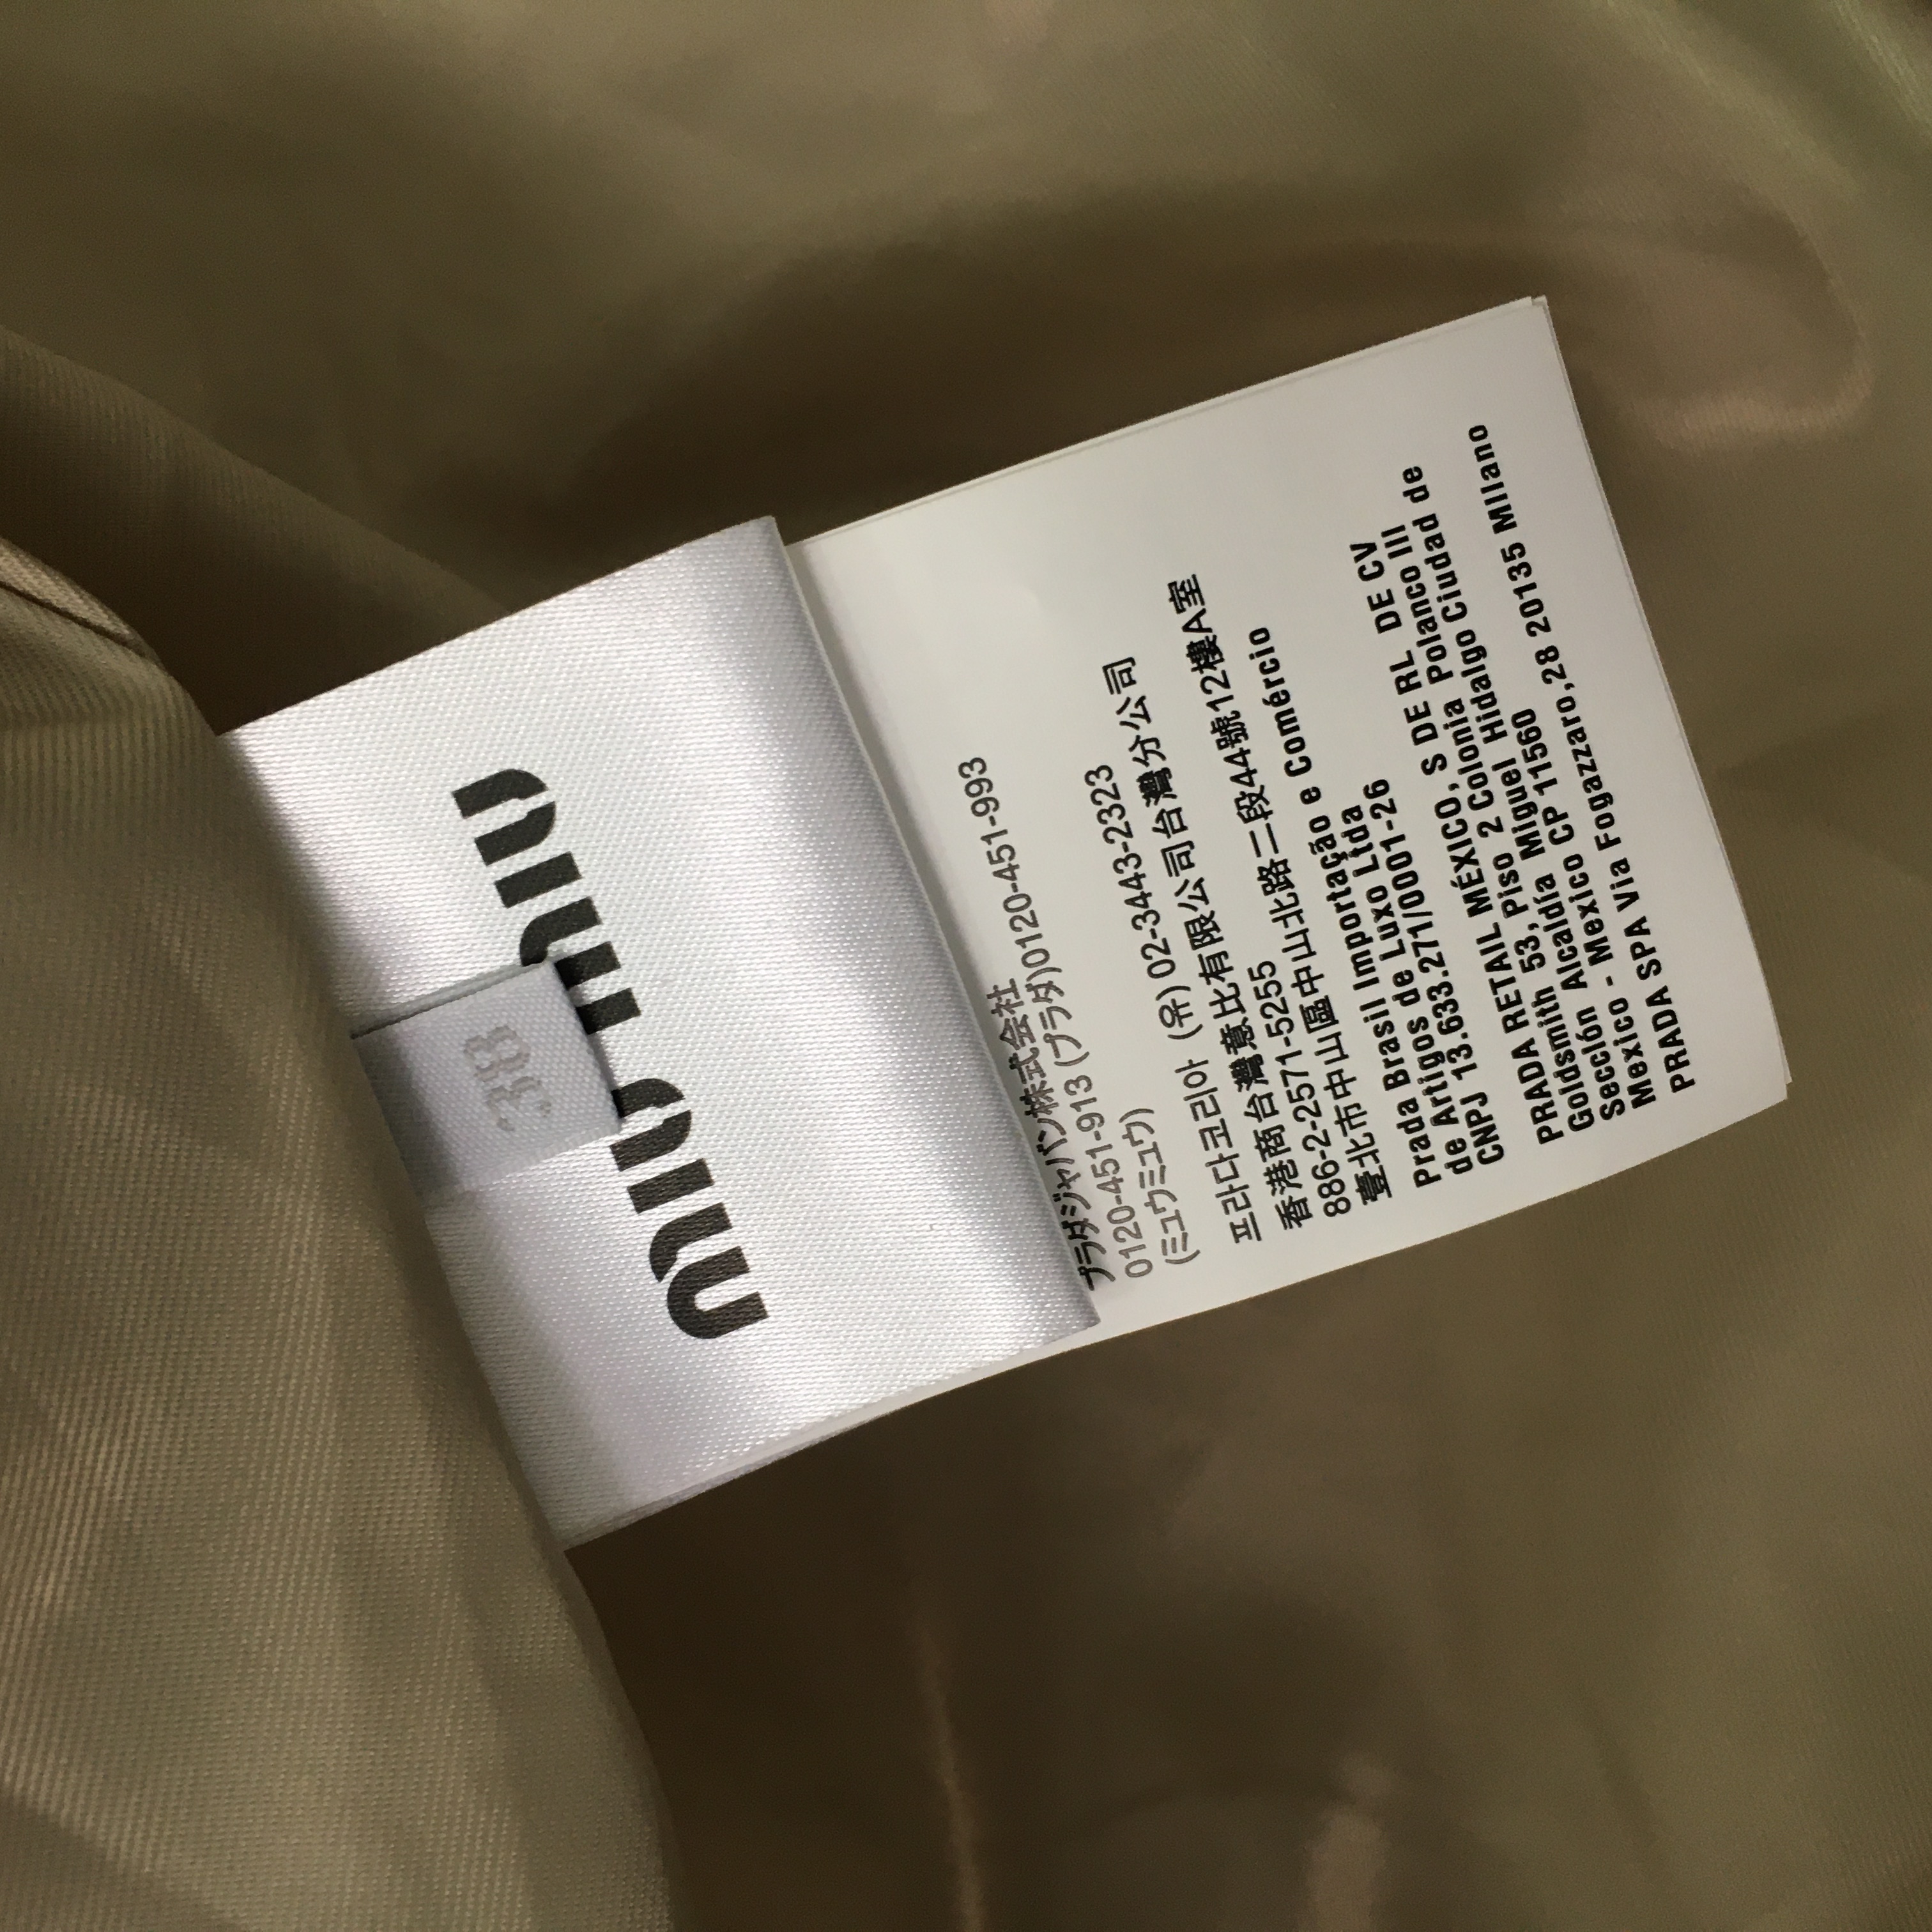 miu miu
38
プラダジャパン株式会社
0120-451-913 (プラダ)0120-451-993
(ミュウミュウ)
프라다코리아 (유) 02-3443-2323
香港商台灣意比有限公司台灣分公司
886-2-2571-5255
臺北市中山區中山北路二段44號12樓A室
Prada Brasil Importação e Comércio
de Artigos de Luxo Ltda
CNPJ 13.633.271/0001-26
PRADA RETAIL MÉXICO, S DE RL DE CV
Goldsmith 53, Piso 2 Colonia Polanco III
Sección Alcaldía Miguel Hidalgo Ciudad de
Mexico - Mexico CP 11560
PRADA SPA Via Fogazzaro,28 20135 MIlano